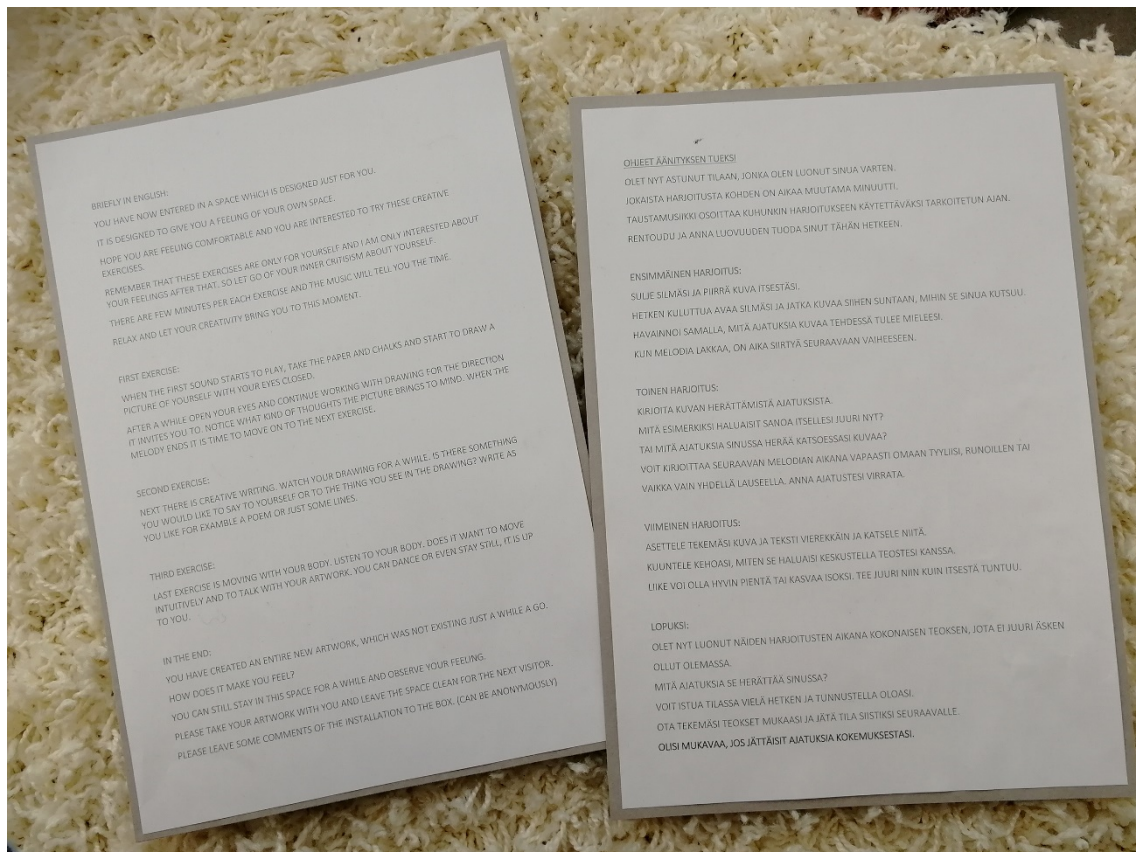 BRIEFLY IN ENGLISH:
YOU HAVE NOW ENTERED IN A SPACE WHICH IS DESIGNED JUST FOR YOU.
IT IS DESIGNED TO GIVE YOU A FEELING OF YOUR OWN SPACE.
HOPE YOU ARE FEELING COMFORTABLE AND YOU ARE INTERESTED TO TRY THESE CREATIVE
EXERCISES.
REMEMBER THAT THESE EXERCISES ARE ONLY FOR YOURSELF AND I AM ONLY INTERESTED ABOUT
YOUR FEELINGS AFTER THAT. SO LET GO OF YOUR INNER CRITISISM ABOUT YOURSELF.
THERE ARE FEW MINUTES PER EACH EXERCISE AND THE MUSIC WILL TELL YOU THE TIME.
RELAX AND LET YOUR CREATIVITY BRING YOU TO THIS MOMENT.
FIRST EXERCISE:
WHEN THE FIRST SOUND STARTS TO PLAY, TAKE THE PAPER AND CHALKS AND START TO DRAW A
PICTURE OF YOURSELF WITH YOUR EYES CLOSED.
AFTER A WHILE OPEN YOUR EYES AND CONTINUE WORKING WITH DRAWING FOR THE DIRECTION
IT INVITES YOU TO. NOTICE WHAT KIND OF THOUGHTS THE PICTURE BRINGS TO MIND. WHEN THE
MELODY ENDS IT IS TIME TO MOVE ON TO THE NEXT EXERCISE.
SECOND EXERCISE:
NEXT THERE IS CREATIVE WRITING. WATCH YOUR DRAWING FOR A WHILE. IS THERE SOMETHING
YOU WOULD LIKE TO SAY TO YOURSELF OR TO THE THING YOU SEE IN THE DRAWING? WRITE AS
YOU LIKE FOR EXAMBLE A POEM OR JUST SOME LINES.
THIRD EXERCISE:
LAST EXERCISE IS MOVING WITH YOUR BODY. LISTEN TO YOUR BODY. DOES IT WANT TO MOVE
INTUITIVELY AND TO TALK WITH YOUR ARTWORK. YOU CAN DANCE OR EVEN STAY STILL, IT IS UP
TO YOU.
IN THE END:
YOU HAVE CREATED AN ENTIRE NEW ARTWORK, WHICH WAS NOT EXISTING JUST A WHILE A GO.
HOW DOES IT MAKE YOU FEEL?
YOU CAN STILL STAY IN THIS SPACE FOR A WHILE AND OBSERVE YOUR FEELING.
PLEASE TAKE YOUR ARTWORK WITH YOU AND LEAVE THE SPACE CLEAN FOR THE NEXT VISITOR.
PLEASE LEAVE SOME COMMENTS OF THE INSTALLATION TO THE BOX. (CAN BE ANONYMOUSLY)
OHJEET ÄÄNITYKSEN TUEKSI
OLET NYT ASTUNUT TILAAN, JONKA OLEN LUONUT SINUA VARTEN.
JOKAISTA HARJOITUSTA KOHDEN ON AIKAA MUUTAMA MINUUTTI.
TAUSTAMUSIIKKI OSOITTAA KUHUNKIN HARJOITUKSEEN KÄYTETTÄVÄKSI TARKOITETUN AJAN.
RENTOUDU JA ANNA LUOVUUDEN TUODA SINUT TÄHÄN HETKEEN.
ENSIMMÄINEN HARJOITUS:
SULJE SILMÄSI JA PIIRRÄ KUVA ITSESTÄSI.
HETKEN KULUTTUA AVAA SILMÄSI JA JATKA KUVAA SIIHEN SUNTAAN, MIHIN SE SINUA KUTSUU.
HAVAINNOI SAMALLA, MITÄ AJATUKSIA KUVAA TEHDESSÄ TULEE MIELEESI.
KUN MELODIA LAKKAA, ON AIKA SIIRTYÄ SEURAAVAAN VAIHEESEEN.
TOINEN HARJOITUS:
KIRJOITA KUVAN HERÄTTÄMISTÄ AJATUKSISTA.
MITÄ ESIMERKIKSI HALUAISIT SANOA ITSELLESI JUURI NYT?
TAI MITÄ AJATUKSIA SINUSSA HERÄÄ KATSOESSASI KUVAA?
VOIT KIRJOITTAA SEURAAVAN MELODIAN AIKANA VAPAASTI OMAAN TYYLIISI, RUNOILLEN TAI
VAIKKA VAIN YHDELLÄ LAUSEELLA. ANNA AJATUSTESI VIRRATA.
VIIMEINEN HARJOITUS:
ASETTELE TEKEMÄSI KUVA JA TEKSTI VIEREKKÄIN JA KATSELE NIITÄ.
KUUNTELE KEHOASI, MITEN SE HALUAISI KESKUSTELLA TEOSTESI KANSSA.
LIIKE VOI OLLA HYVIN PIENTÄ TAI KASVAA ISOKSI. TEE JUURI NIIN KUIN ITSESTÄ TUNTUU.
LOPUKSI:
OLET NYT LUONUT NÄIDEN HARJOITUSTEN AIKANA KOKONAISEN TEOKSEN, JOTA EI JUURI ÄSKEN
OLLUT OLEMASSA.
MITÄ AJATUKSIA SE HERÄTTÄÄ SINUSSA?
VOIT ISTUA TILASSA VIELÄ HETKEN JA TUNNUSTELLA OLOASI.
OTA TEKEMÄSI TEOKSET MUKAASI JA JÄTÄ TILA SIISTIKSI SEURAAVALLE.
OLISI MUKAVAA, JOS JÄTTÄISIT AJATUKSIA KOKEMUKSESTASI.